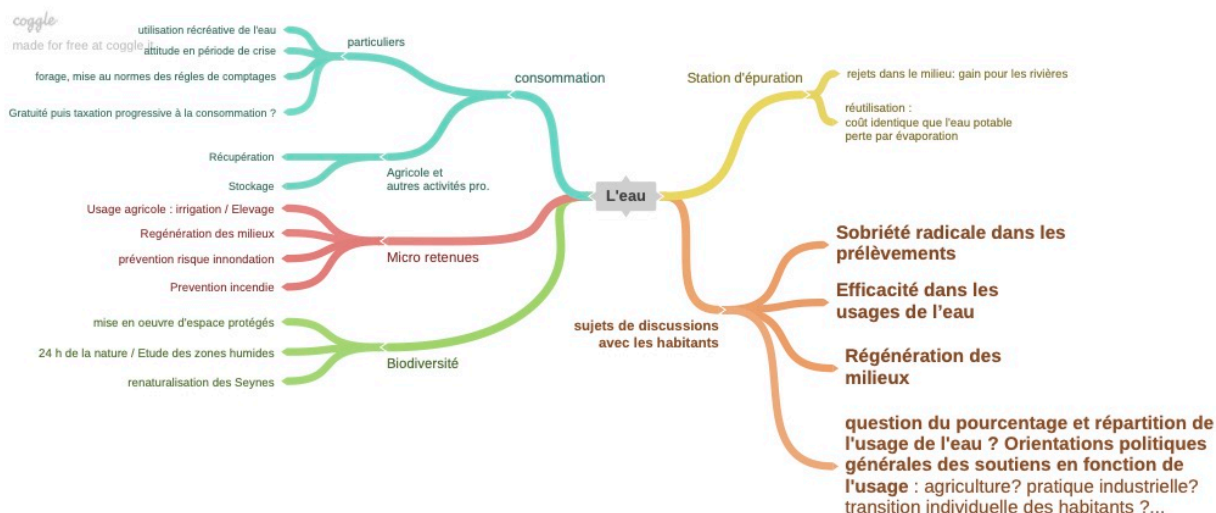 coggle
made for free at coggle.it
utilisation récréative de l'eau
attitude en période de crise
forage, mise au normes des régles de comptages
Gratuité puis taxation progressive à la consommation ?
particuliers
consommation
Récupération
Stockage
Agricole et
autres activités pro.
Usage agricole : irrigation / Elevage
Regénération des milieux
prévention risque innondation
Prevention incendie
Micro retenues
mise en oeuvre d'espace protégés
24 h de la nature / Etude des zones humides
renaturalisation des Seynes
Biodiversité
L'eau
Station d'épuration
rejets dans le milieu: gain pour les rivières
réutilisation :
coût identique que l'eau potable
perte par évaporation
sujets de discussions
avec les habitants
Sobriété radicale dans les
prélèvements
Efficacité dans les
usages de l’eau
Régénération des
milieux
question du pourcentage et répartition de
l'usage de l'eau ? Orientations politiques
générales des soutiens en fonction de
l'usage : agriculture? pratique industrielle?
transition individuelle des habitants ?...